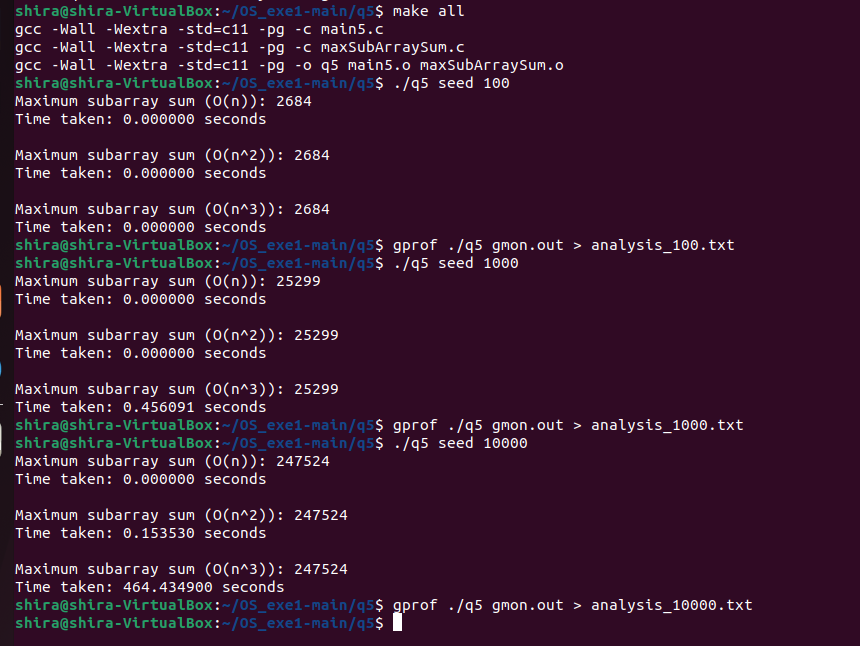 shira@shira-VirtualBox:~/OS_exe1-main/q5$ make all
gcc -Wall -Wextra -std=c11 -pg -c main5.c
gcc -Wall -Wextra -std=c11 -pg -c maxSubArraySum.c
gcc -Wall -Wextra -std=c11 -pg -o q5 main5.o maxSubArraySum.o
shira@shira-VirtualBox:~/OS_exe1-main/q5$ ./q5 seed 100
Maximum subarray sum (O(n)): 2684
Time taken: 0.000000 seconds
Maximum subarray sum (O(n^2)): 2684
Time taken: 0.000000 seconds
Maximum subarray sum (O(n^3)): 2684
Time taken: 0.000000 seconds
shira@shira-VirtualBox:~/OS_exe1-main/q5$ gprof ./q5 gmon.out > analysis_100.txt
shira@shira-VirtualBox:~/OS_exe1-main/q5$ ./q5 seed 1000
Maximum subarray sum (O(n)): 25299
Time taken: 0.000000 seconds
Maximum subarray sum (O(n^2)): 25299
Time taken: 0.000000 seconds
Maximum subarray sum (O(n^3)): 25299
Time taken: 0.456091 seconds
shira@shira-VirtualBox:~/OS_exe1-main/q5$ gprof ./q5 gmon.out > analysis_1000.txt
shira@shira-VirtualBox:~/OS_exe1-main/q5$ ./q5 seed 10000
Maximum subarray sum (O(n)): 247524
Time taken: 0.000000 seconds
Maximum subarray sum (O(n^2)): 247524
Time taken: 0.153530 seconds
Maximum subarray sum (O(n^3)): 247524
Time taken: 464.434900 seconds
shira@shira-VirtualBox:~/OS_exe1-main/q5$ gprof ./q5 gmon.out > analysis_10000.txt
shira@shira-VirtualBox:~/OS_exe1-main/q5$